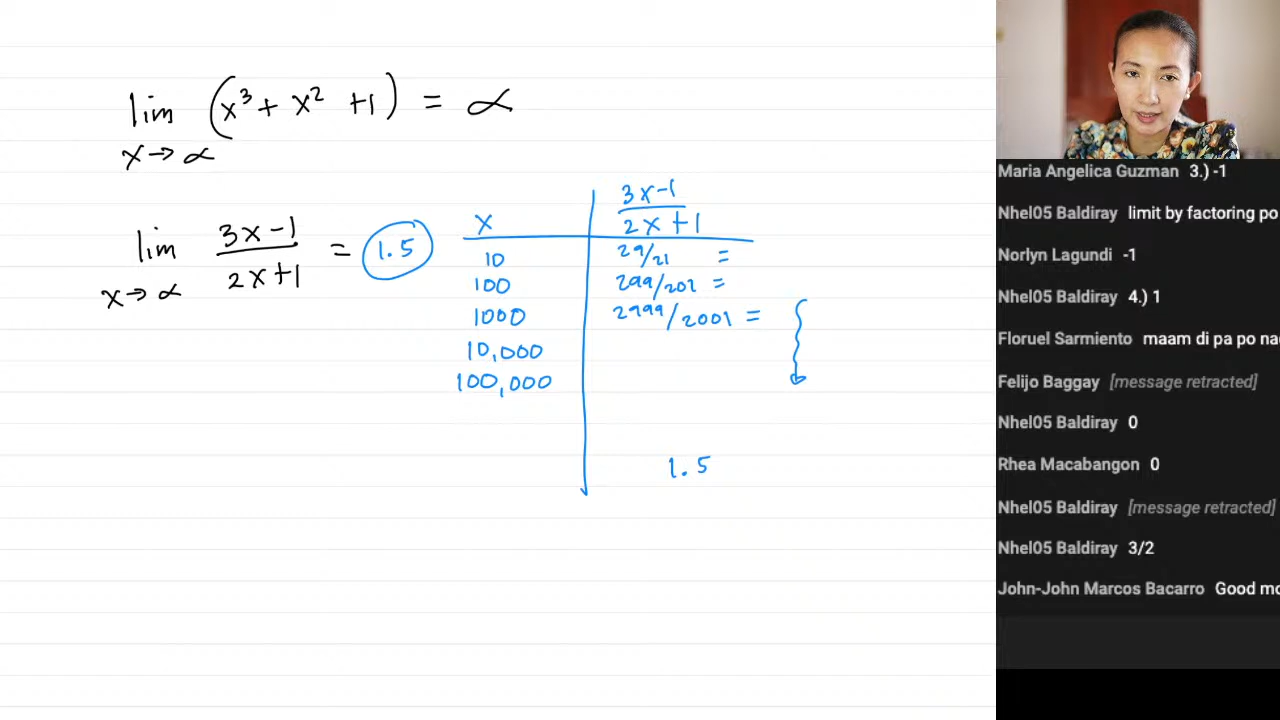 lim (x³ + x² + 1) = ∝
x → ∝
lim 3x-1 / 2x+1 = 1.5
x → ∝
x | 3x-1 / 2x+1
10 | 29/21 =
100 | 299/201 =
1000 | 2999/2001 =
10,000
100,000
1.5
Maria Angelica Guzman 3.) -1
Nhel05 Baldiray limit by factoring po
Norlyn Lagundi -1
Nhel05 Baldiray 4.) 1
Floruel Sarmiento maam di pa po na
Felijo Baggay [message retracted]
Nhel05 Baldiray 0
Rhea Macabangon 0
Nhel05 Baldiray [message retracted]
Nhel05 Baldiray 3/2
John-John Marcos Bacarro Good mo